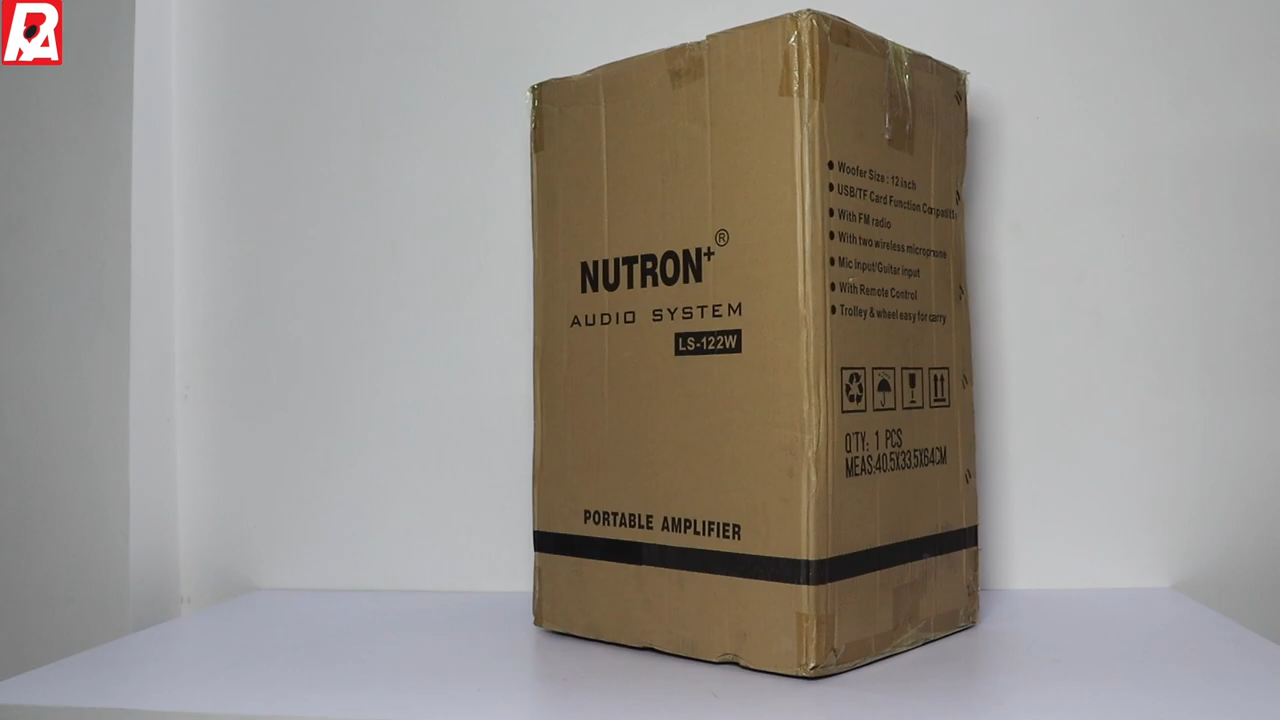 RA
NUTRON+®
AUDIO SYSTEM
LS-122W
PORTABLE AMPLIFIER
● Woofer Size : 12 inch
● USB/TF Card Function Compatible
● With FM radio
● With two wireless microphone
● Mic input/Guitar input
● With Remote Control
● Trolley & wheel easy for carry
Q'TY: 1 PCS
MEAS:40.5X33.5X64CM